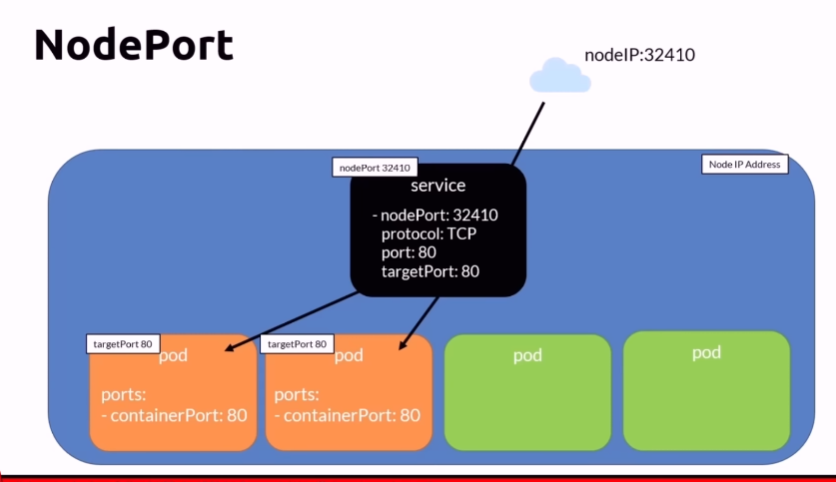 NodePort
nodeIP:32410
Node IP Address
nodePort 32410
service
- nodePort: 32410
protocol: TCP
port: 80
targetPort: 80
targetPort 80
pod
ports:
- containerPort: 80
targetPort 80
pod
ports:
- containerPort: 80
pod
pod